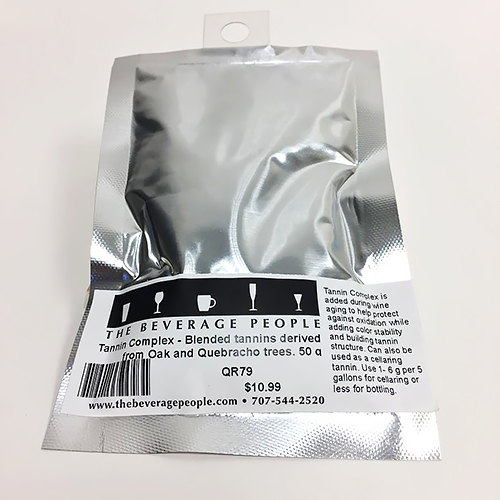 THE BEVERAGE PEOPLE
Tannin Complex - Blended tannins derived
from Oak and Quebracho trees. 50 g
QR79
$10.99
www.thebeveragepeople.com • 707-544-2520
Tannin Complex is
added during wine
aging to help protect
against oxidation while
adding color stability
and building tannin
structure. Can also be
used as a cellaring
tannin. Use 1- 6 g per 5
gallons for cellaring or
less for bottling.